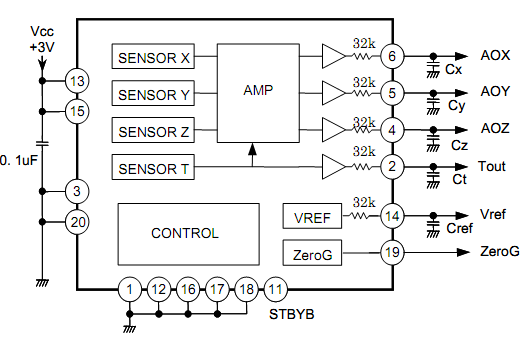 Vcc
+3V
13
15
0. 1uF
3
20
SENSOR X
SENSOR Y
SENSOR Z
SENSOR T
AMP
CONTROL
VREF
ZeroG
32k
32k
32k
32k
32k
6
5
4
2
14
19
Cx
Cy
Cz
Ct
Cref
AOX
AOY
AOZ
Tout
Vref
ZeroG
1
12
16
17
18
11
STBYB